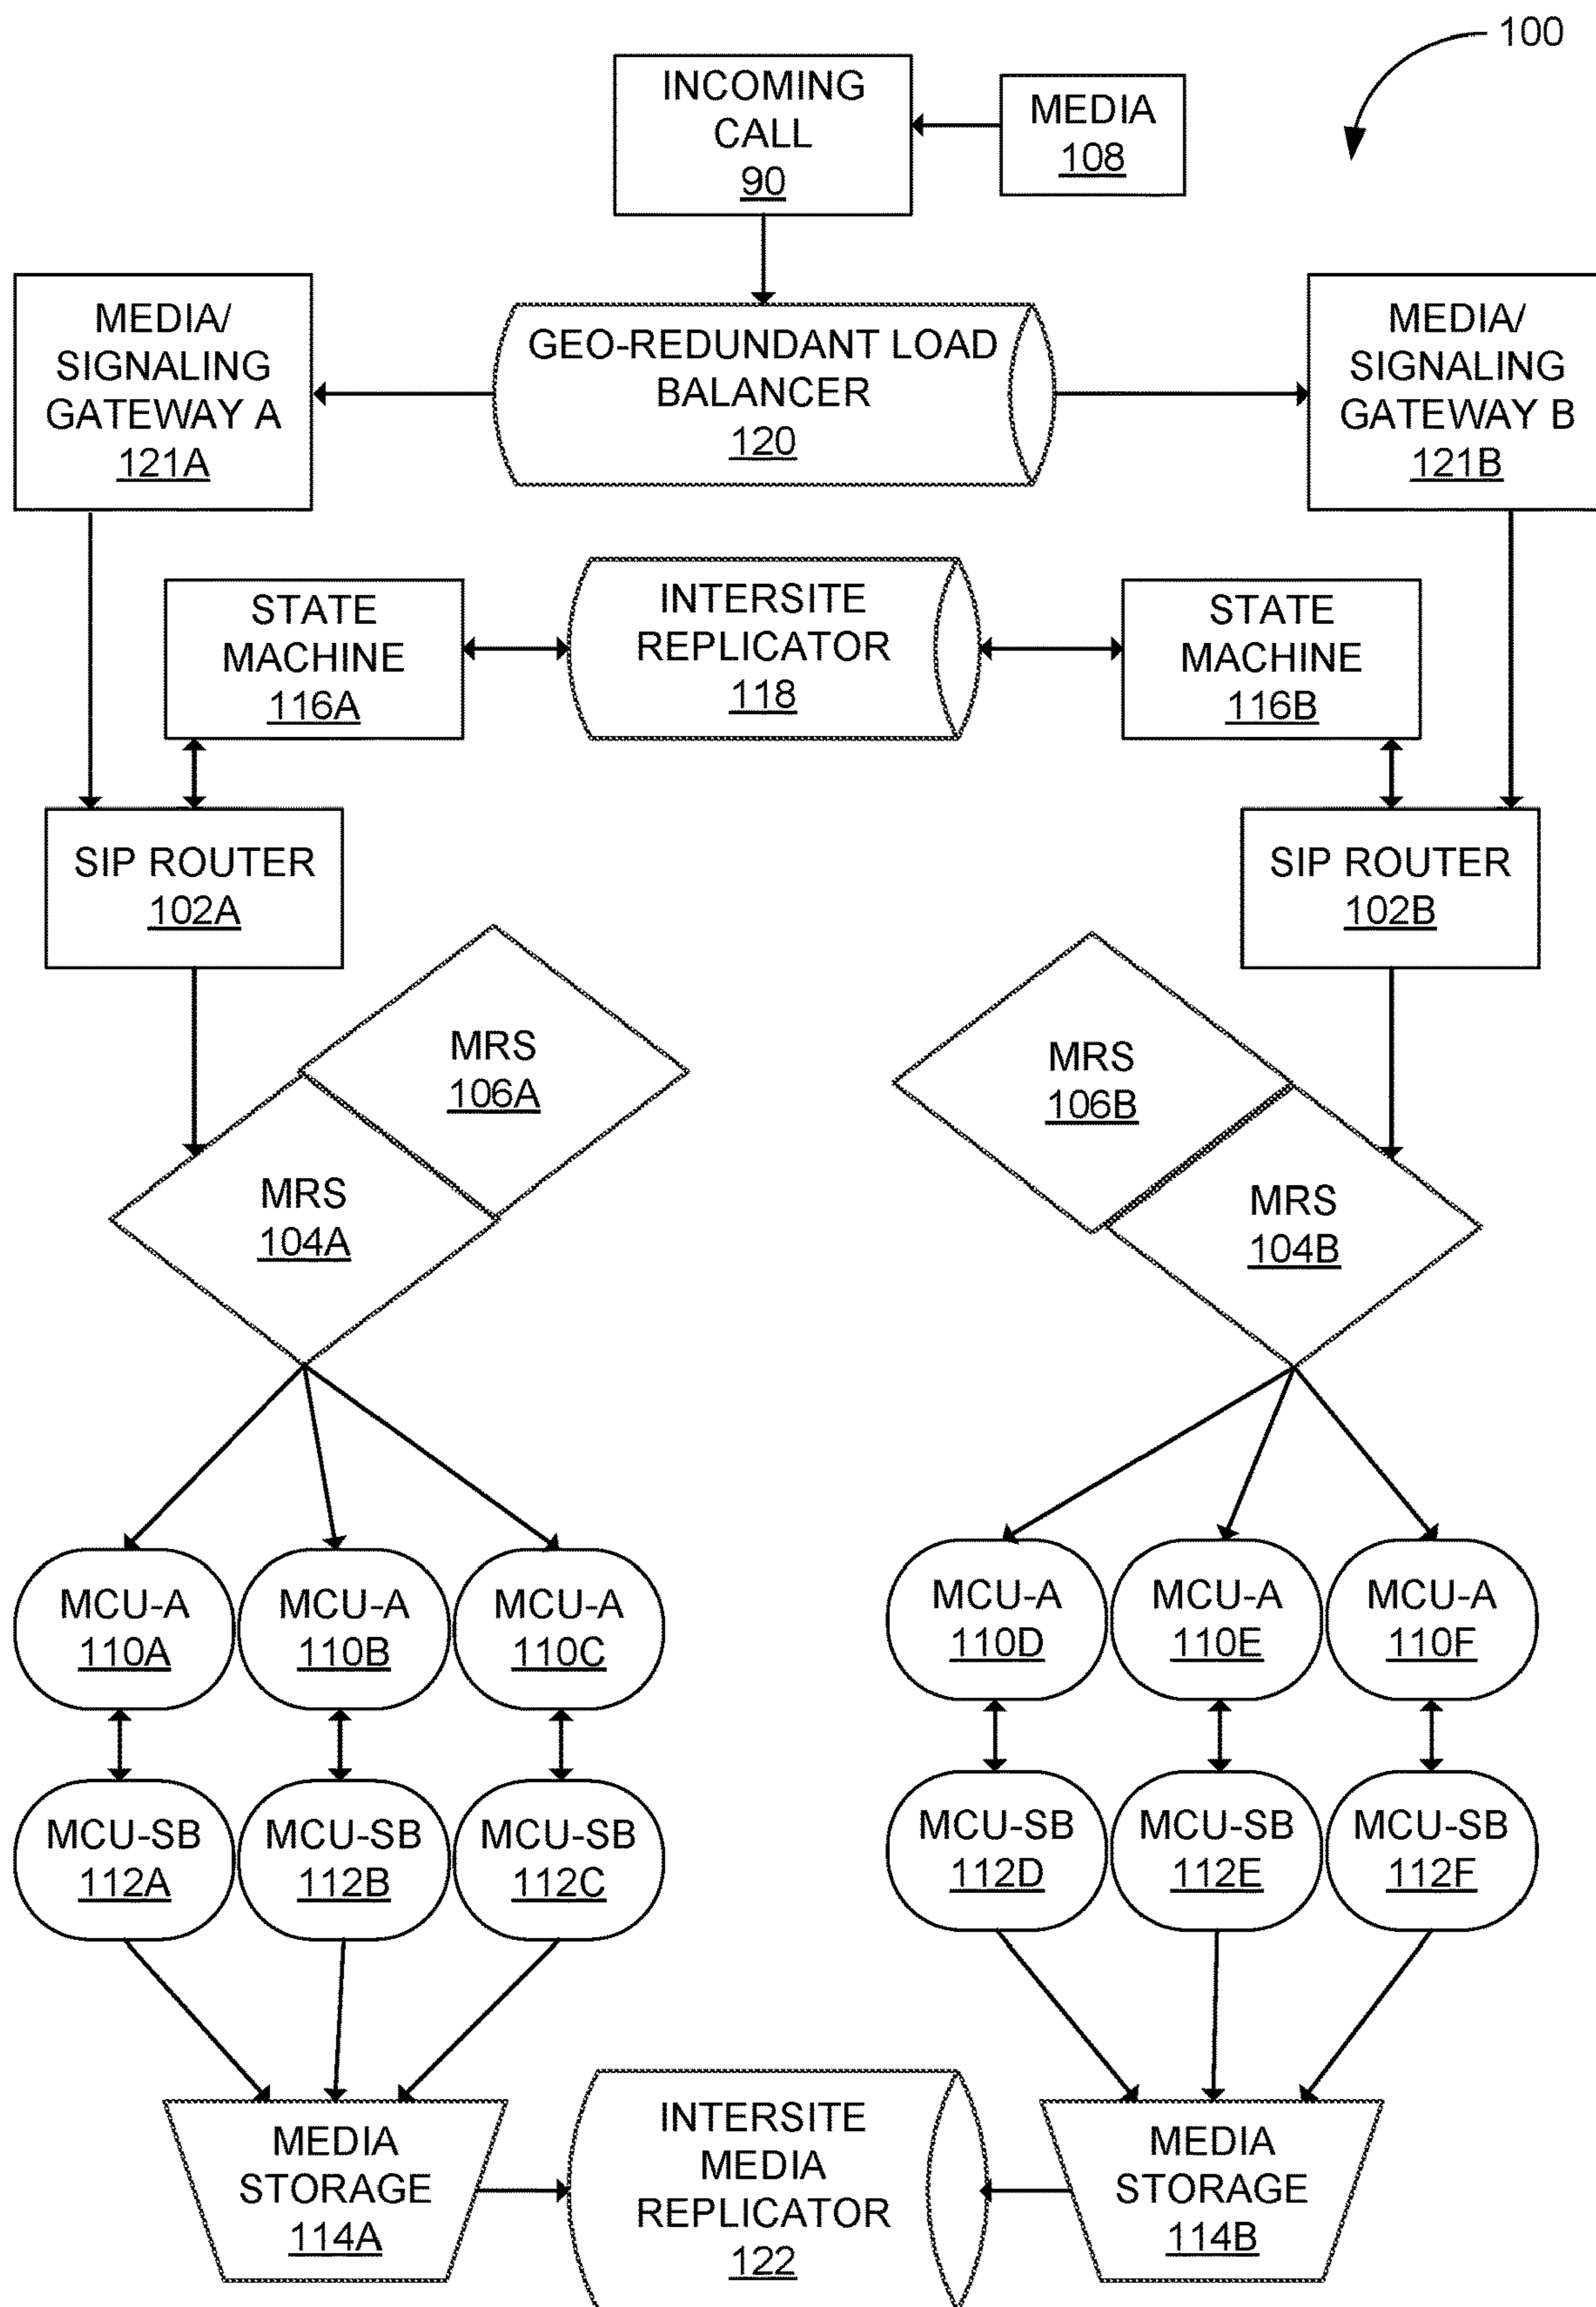 100
INCOMING
CALL
90
MEDIA
108
MEDIA/
SIGNALING
GATEWAY A
121A
GEO-REDUNDANT LOAD
BALANCER
120
MEDIA/
SIGNALING
GATEWAY B
121B
STATE
MACHINE
116A
INTERSITE
REPLICATOR
118
STATE
MACHINE
116B
SIP ROUTER
102A
SIP ROUTER
102B
MRS
106A
MRS
106B
MRS
104A
MRS
104B
MCU-A
110A
MCU-A
110B
MCU-A
110C
MCU-A
110D
MCU-A
110E
MCU-A
110F
MCU-SB
112A
MCU-SB
112B
MCU-SB
112C
MCU-SB
112D
MCU-SB
112E
MCU-SB
112F
MEDIA
STORAGE
114A
INTERSITE
MEDIA
REPLICATOR
122
MEDIA
STORAGE
114B